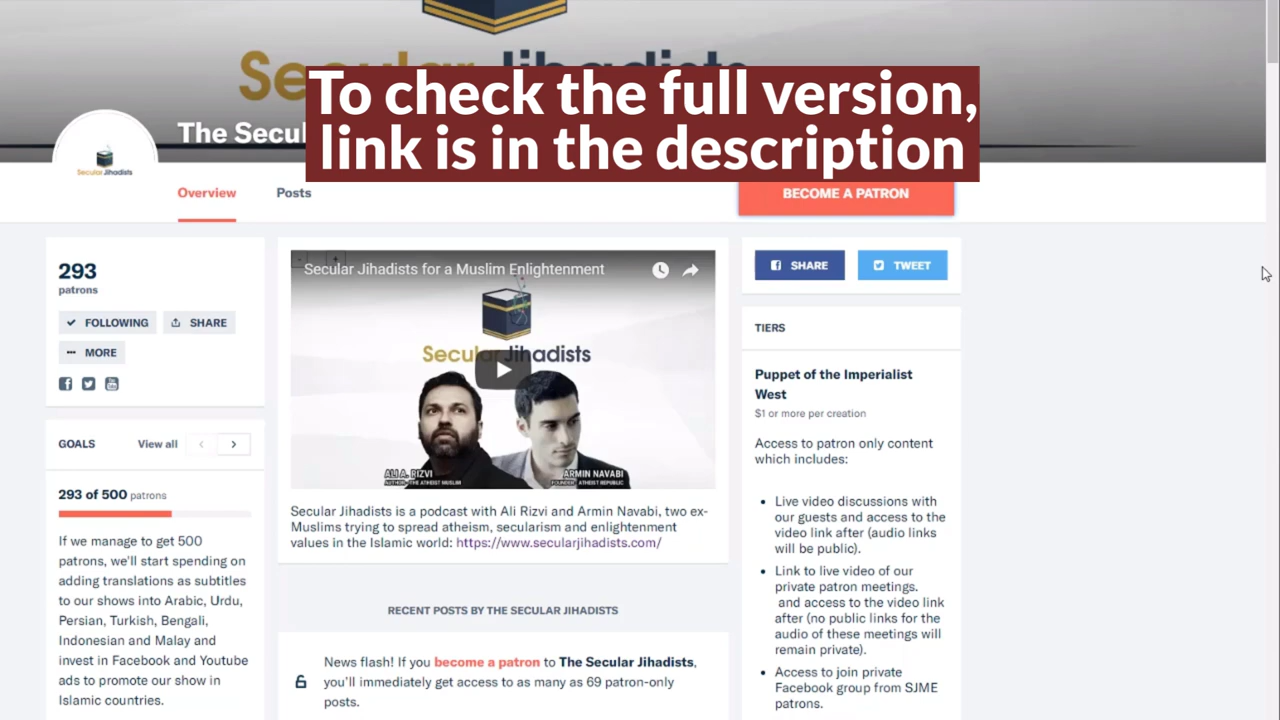 To check the full version,
link is in the description
Secular Jihadists
The Secul
Secular Jihadists
Overview
Posts
BECOME A PATRON
293
patrons
FOLLOWING
SHARE
MORE
GOALS
View all
293 of 500 patrons
If we manage to get 500
patrons, we'll start spending on
adding translations as subtitles
to our shows into Arabic, Urdu,
Persian, Turkish, Bengali,
Indonesian and Malay and
invest in Facebook and Youtube
ads to promote our show in
Islamic countries.
Secular Jihadists for a Muslim Enlightenment
Secular Jihadists
ALI A. RIZVI
AUTHOR - THE ATHEIST MUSLIM
ARMIN NAVABI
FOUNDER - ATHEIST REPUBLIC
Secular Jihadists is a podcast with Ali Rizvi and Armin Navabi, two ex-
Muslims trying to spread atheism, secularism and enlightenment
values in the Islamic world: https://www.secularjihadists.com/
RECENT POSTS BY THE SECULAR JIHADISTS
News flash! If you become a patron to The Secular Jihadists,
you'll immediately get access to as many as 69 patron-only
posts.
SHARE
TWEET
TIERS
Puppet of the Imperialist
West
$1 or more per creation
Access to patron only content
which includes:
• Live video discussions with
our guests and access to the
video link after (audio links
will be public).
• Link to live video of our
private patron meetings.
and access to the video link
after (no public links for the
audio of these meetings will
remain private).
• Access to join private
Facebook group from SJME
patrons.